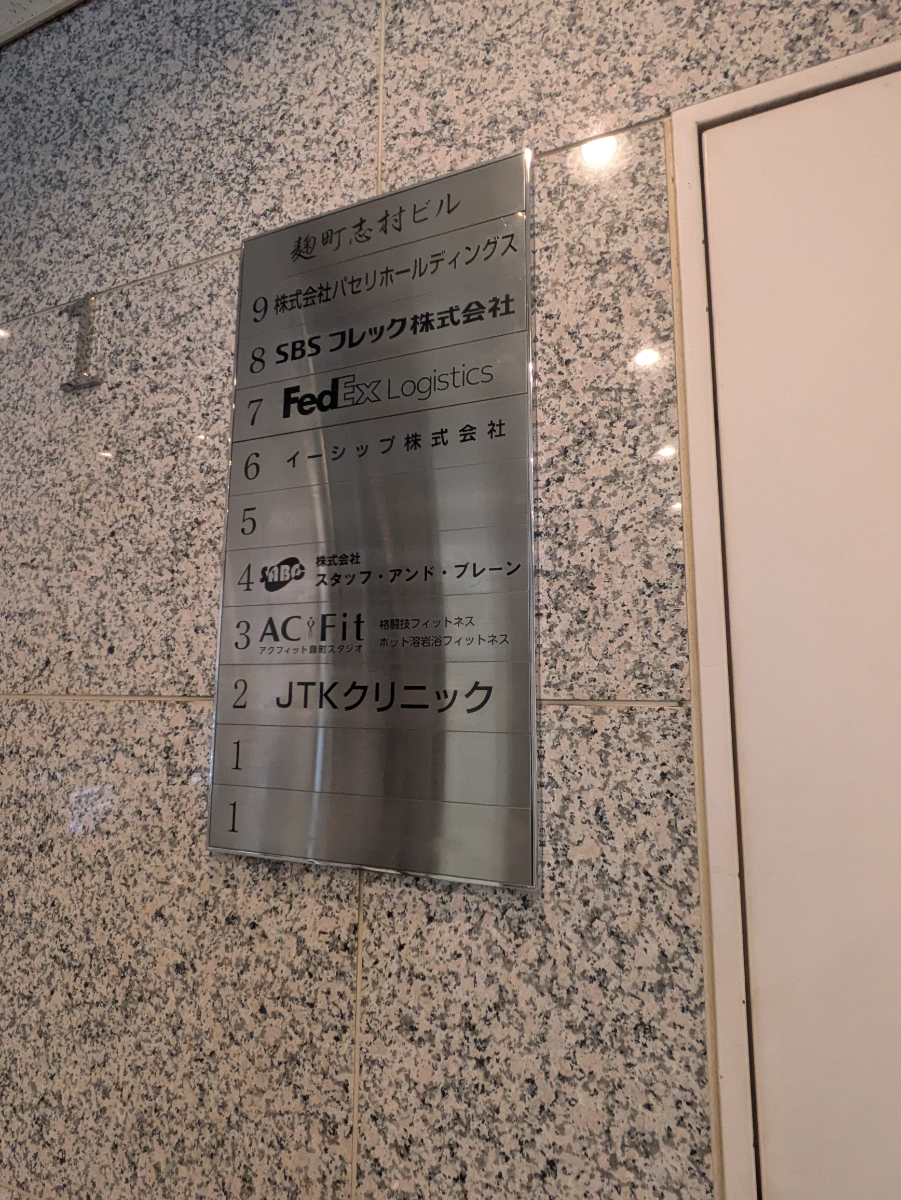 1
麹町志村ビル
9 株式会社パセリホールディングス
8 SBS フレック株式会社
7 FedEx Logistics
6 イーシップ株式会社
5
4 SABC 株式会社
スタッフ・アンド・ブレーン
3 AC Fit 格闘技フィットネス
アクフィット麹町スタジオ ホット溶岩浴フィットネス
2 JTKクリニック
1
1